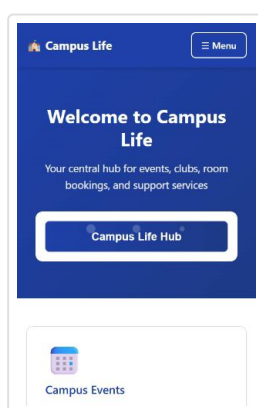 Campus Life
☰ Menu
Welcome to Campus
Life
Your central hub for events, clubs, room
bookings, and support services
Campus Life Hub
Campus Events